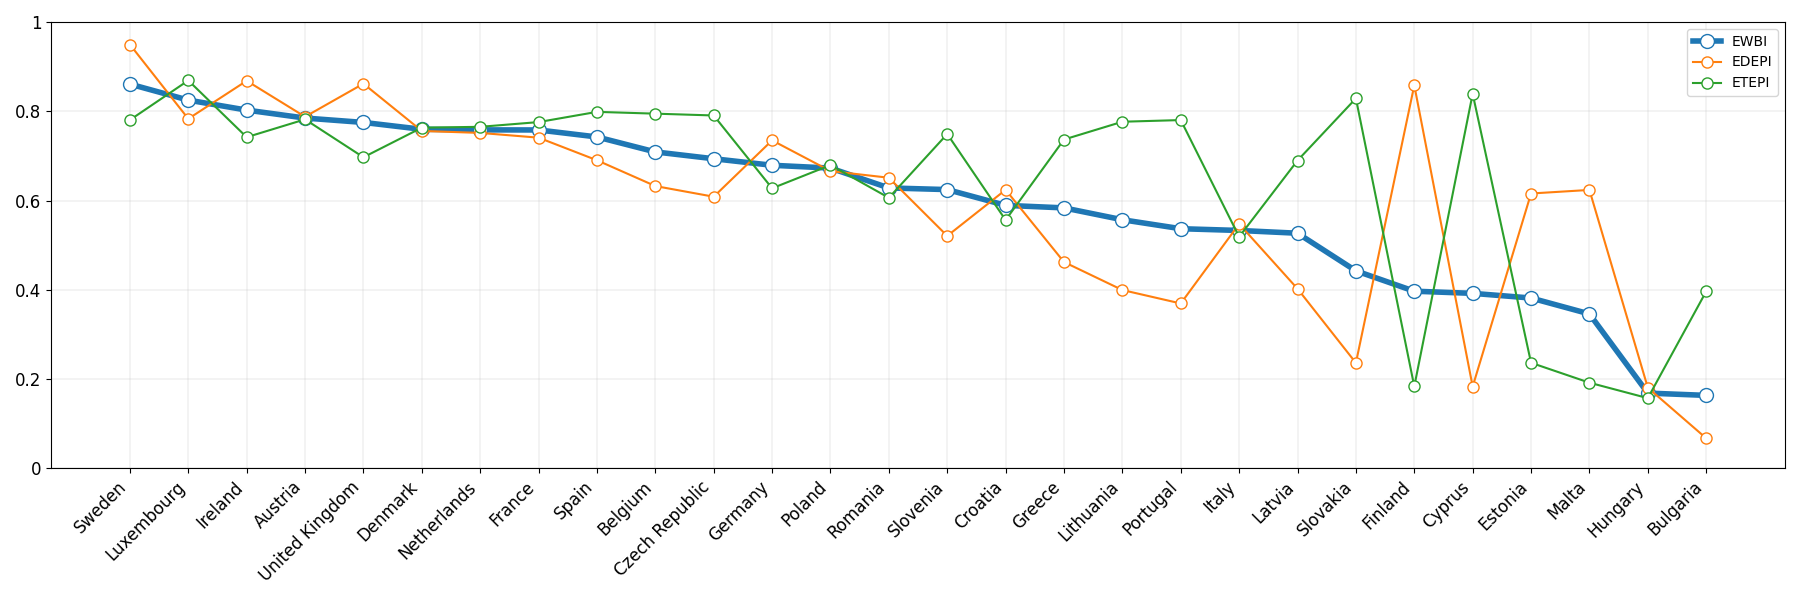 1
0.8
0.6
0.4
0.2
0
EWBI
EDEPI
ETEPI
Sweden
Luxembourg
Ireland
Austria
United Kingdom
Denmark
Netherlands
France
Spain
Belgium
Czech Republic
Germany
Poland
Romania
Slovenia
Croatia
Greece
Lithuania
Portugal
Italy
Latvia
Slovakia
Finland
Cyprus
Estonia
Malta
Hungary
Bulgaria